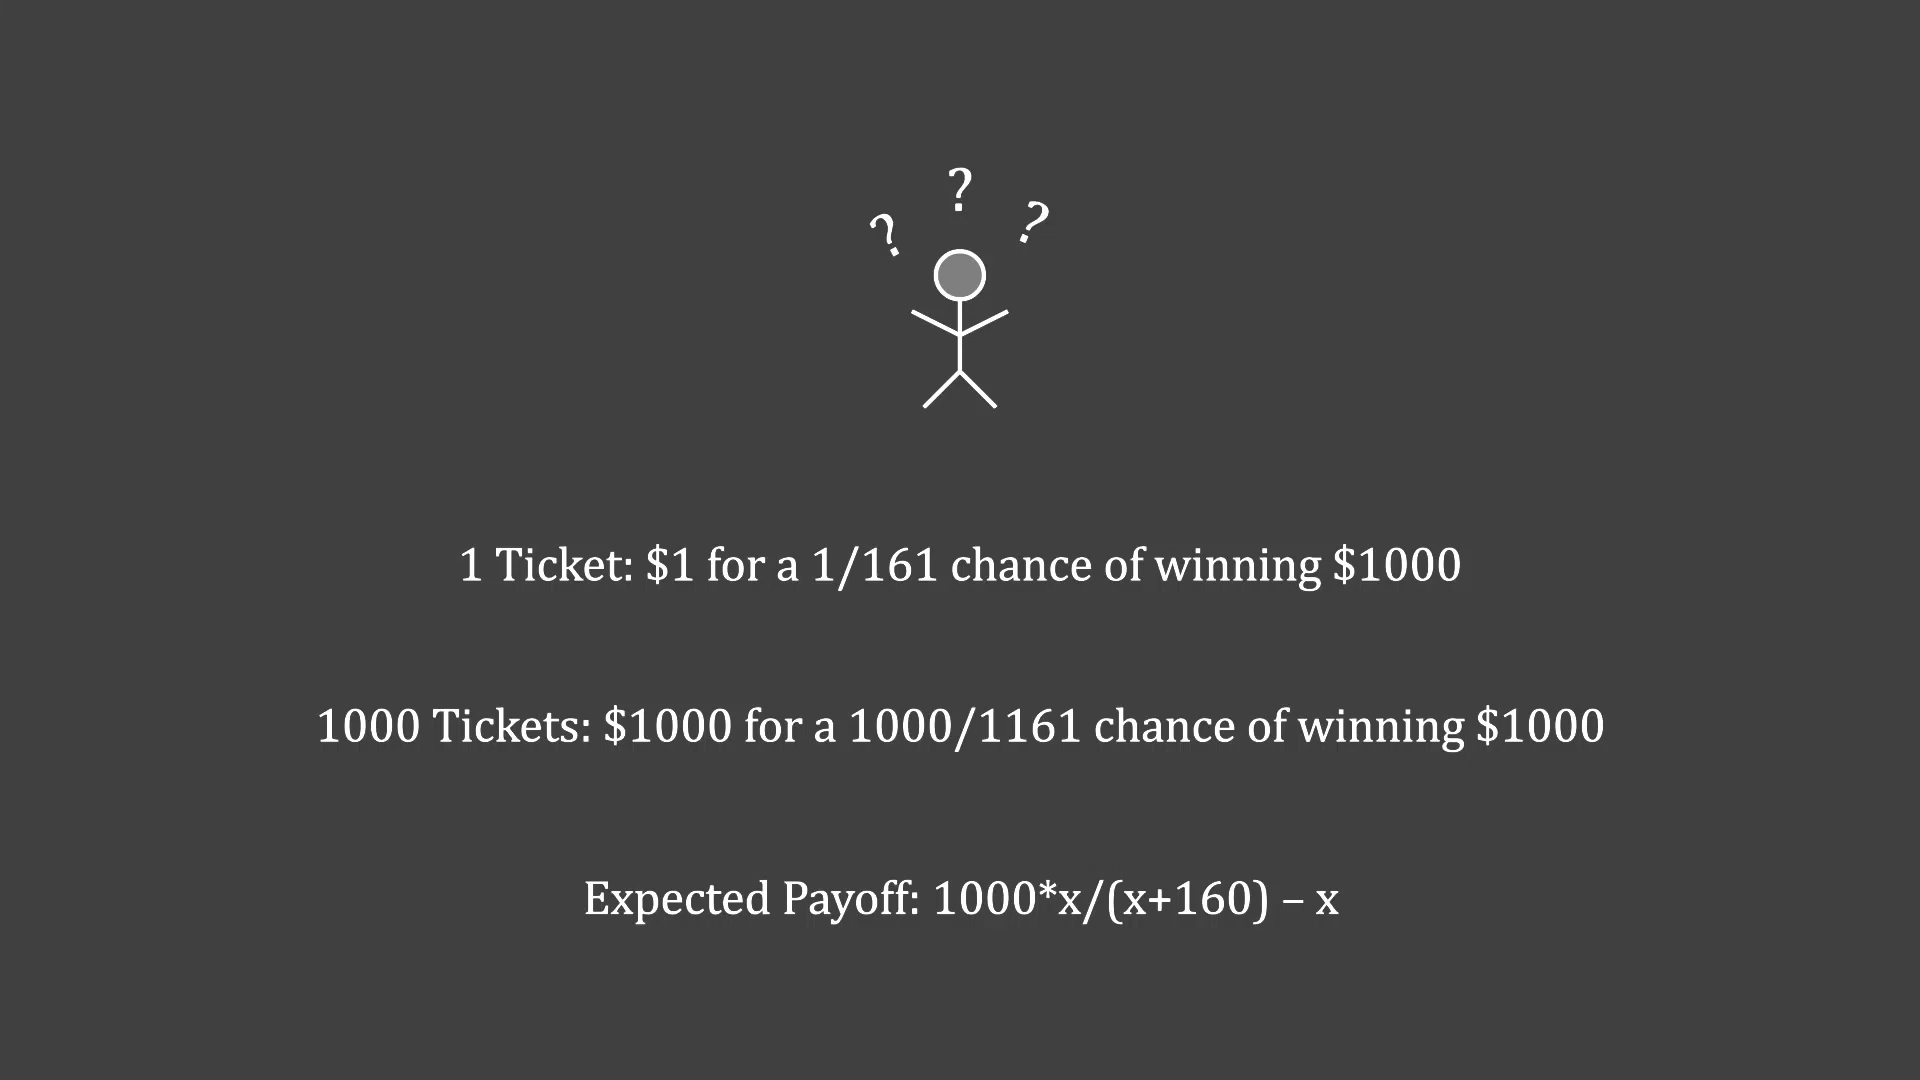 ? ? ?
1 Ticket: $1 for a 1/161 chance of winning $1000
1000 Tickets: $1000 for a 1000/1161 chance of winning $1000
Expected Payoff: 1000*x/(x+160) – x